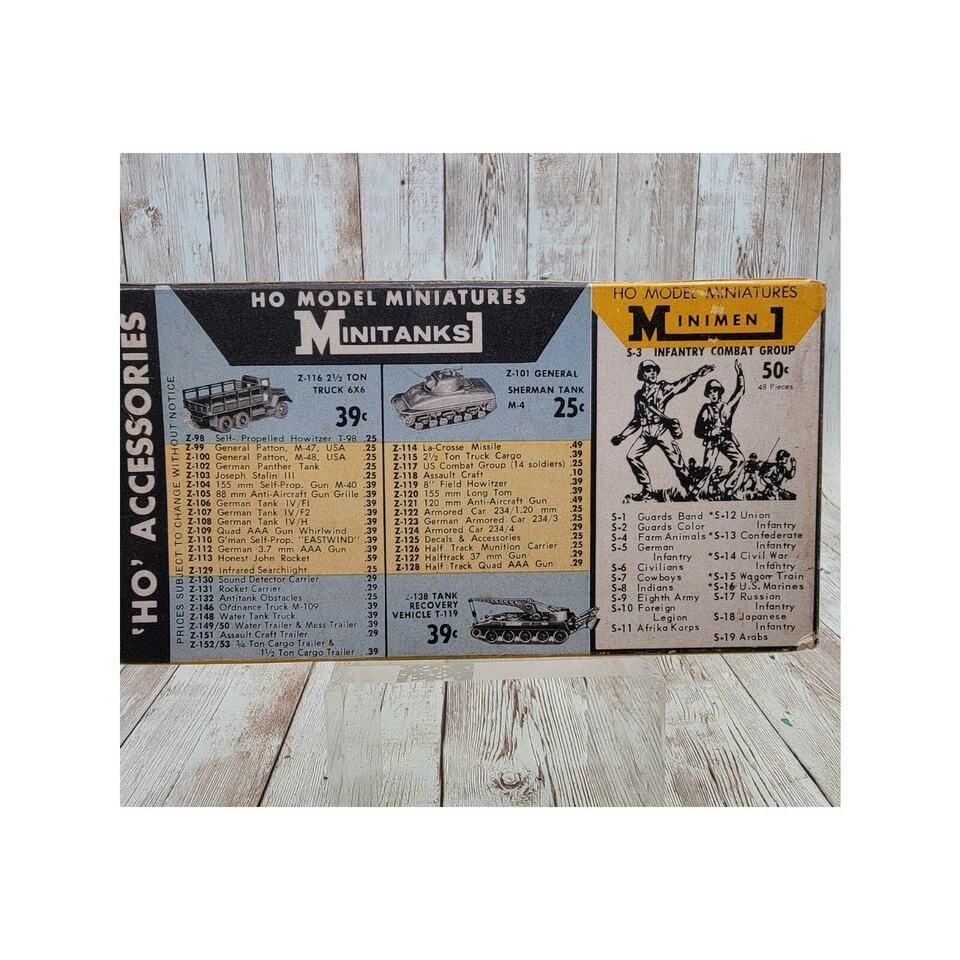 'HO' ACCESSORIES
PRICES SUBJECT TO CHANGE WITHOUT NOTICE
HO MODEL MINIATURES
MINITANKS
Z-116 2½ TON
TRUCK 6X6
39¢
Z-101 GENERAL
SHERMAN TANK
M-4 25¢
Z-98 Self- Propelled Howitzer T-98 .25
Z-99 General Patton, M-47, USA .25
Z-100 General Patton, M-48, USA .25
Z-102 German Panther Tank .25
Z-103 Joseph Stalin III .25
Z-104 155 mm Self-Prop. Gun M-40 .39
Z-105 88 mm Anti-Aircraft Gun Grille .39
Z-106 German Tank IV/FI .39
Z-107 German Tank IV/F2 .39
Z-108 German Tank IV/H .39
Z-109 Quad AAA Gun Whirlwind .39
Z-110 G'man Self-Prop. "EASTWIND" .39
Z-112 German 3.7 mm AAA Gun .39
Z-113 Honest John Rocket .59
Z-129 Infrared Searchlight .25
Z-130 Sound Detector Carrier .29
Z-131 Rocket Carrier .29
Z-132 Antitank Obstacles .25
Z-146 Ordnance Truck M-109 .39
Z-148 Water Tank Truck .39
Z-149/50 Water Trailer & Mess Trailer .39
Z-151 Assault Craft Trailer .29
Z-152/53 ¾ Ton Cargo Trailer &
1½ Ton Cargo Trailer .39
Z-114 La-Crosse Missile .49
Z-115 2½ Ton Truck Cargo .39
Z-117 US Combat Group (14 soldiers) .25
Z-118 Assault Craft .10
Z-119 8" Field Howitzer .39
Z-120 155 mm Long Tom .39
Z-121 120 mm Anti-Aircraft Gun .49
Z-122 Armored Car 234/1.20 mm .25
Z-123 German Armored Car 234/3 .25
Z-124 Armored Car 234/4 .29
Z-125 Decals & Accessories .25
Z-126 Half Track Munition Carrier .25
Z-127 Halftrack 37 mm Gun .29
Z-128 Half Track Quad AAA Gun .29
Z-138 TANK
RECOVERY
VEHICLE T-119
39¢
HO MODEL MINIATURES
MINIMEN
S-3 INFANTRY COMBAT GROUP
50¢
48 Pieces
S-1 Guards Band
S-2 Guards Color
S-4 Farm Animals
S-5 German
Infantry
S-6 Civilians
S-7 Cowboys
S-8 Indians
S-9 Eighth Army
S-10 Foreign
Legion
S-11 Afrika Korps
*S-12 Union
Infantry
*S-13 Confederate
Infantry
*S-14 Civil War
Infantry
*S-15 Wagon Train
*S-16 U.S. Marines
S-17 Russian
Infantry
S-18 Japanese
Infantry
S-19 Arabs